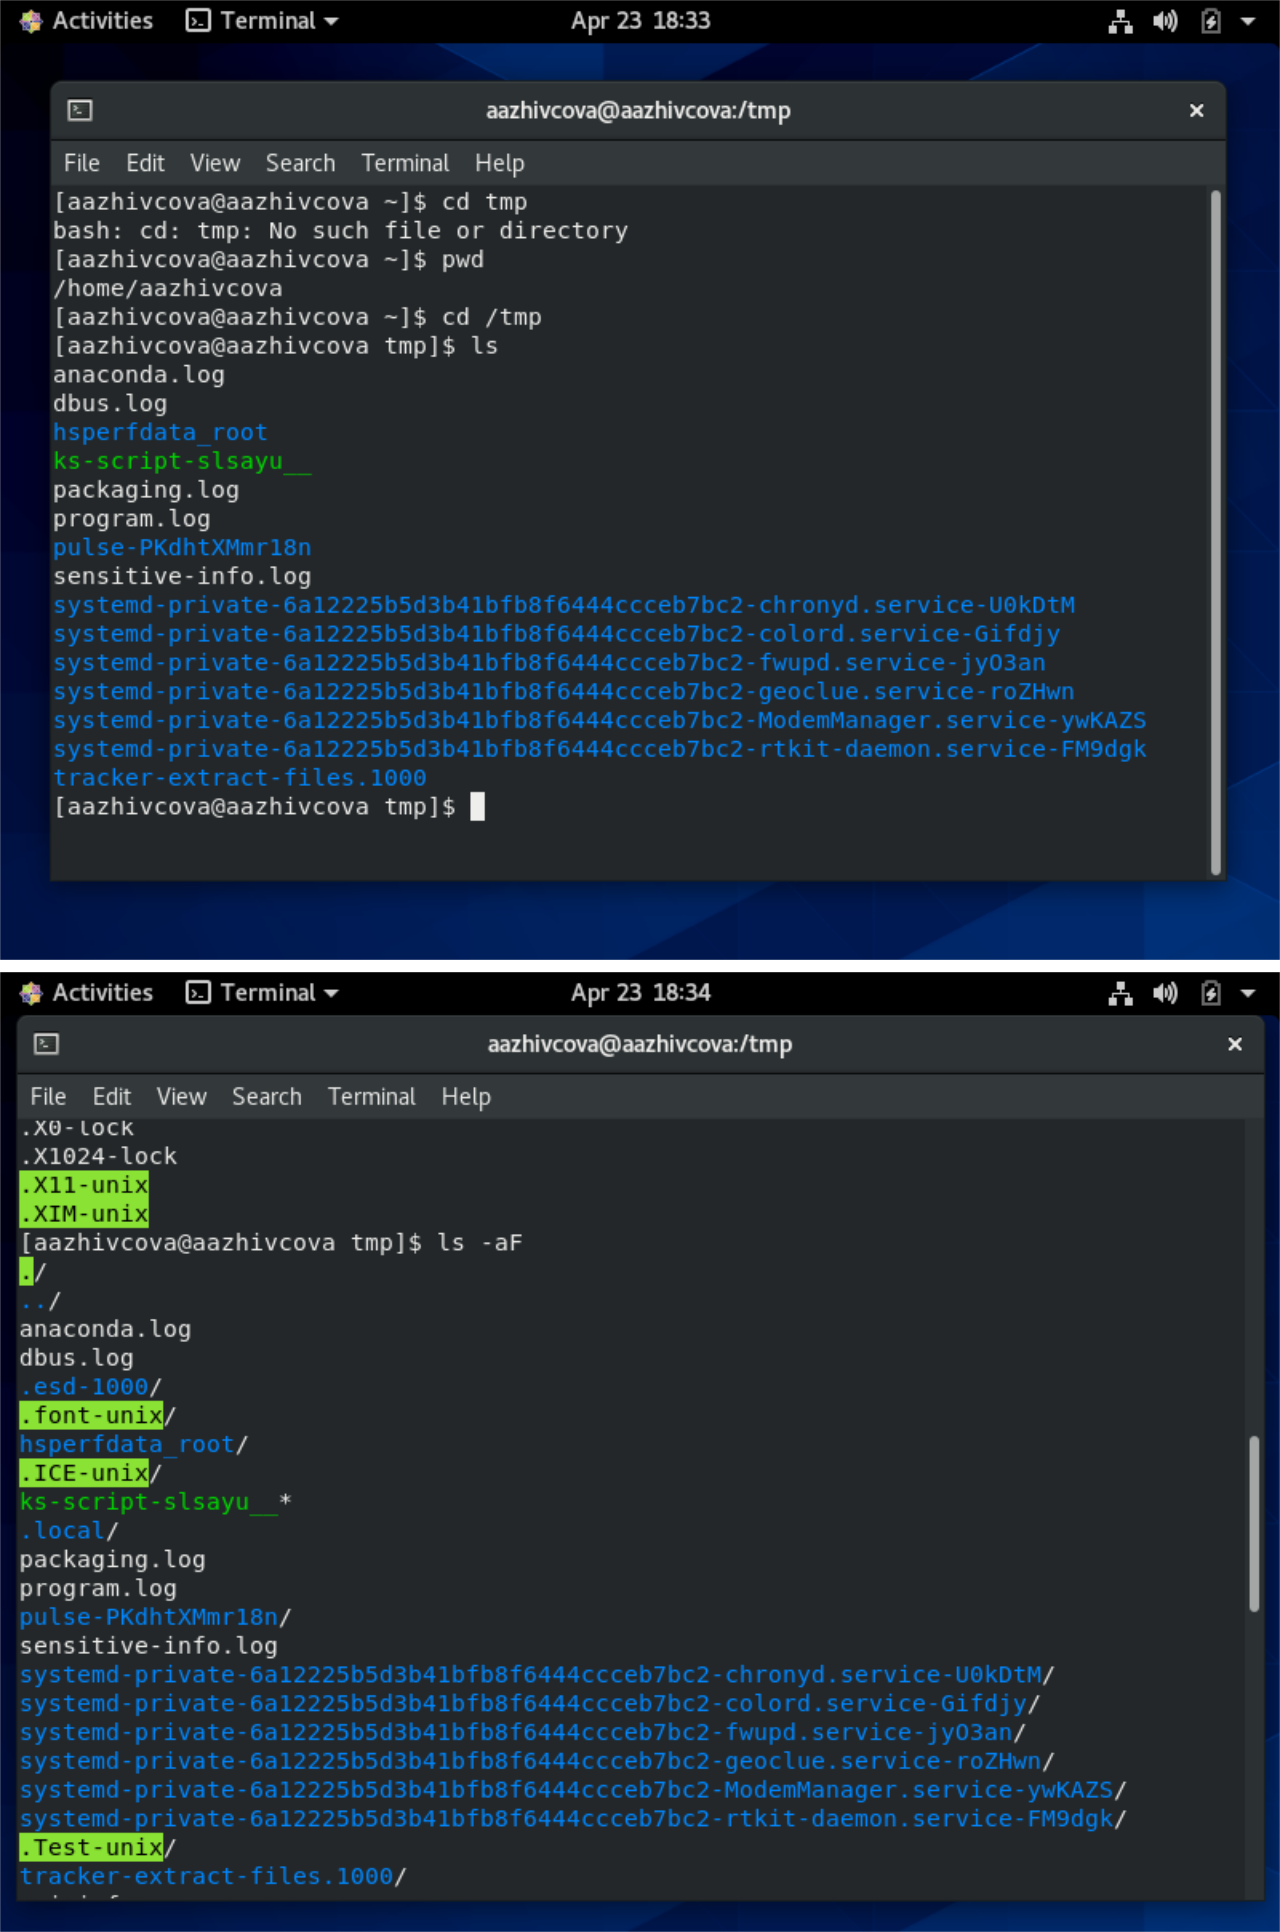 Activities Terminal Apr 23 18:33
aazhivcova@aazhivcova:/tmp
File Edit View Search Terminal Help
[aazhivcova@aazhivcova ~]$ cd tmp
bash: cd: tmp: No such file or directory
[aazhivcova@aazhivcova ~]$ pwd
/home/aazhivcova
[aazhivcova@aazhivcova ~]$ cd /tmp
[aazhivcova@aazhivcova tmp]$ ls
anaconda.log
dbus.log
hsperfdata_root
ks-script-slsayu__
packaging.log
program.log
pulse-PKdhtXMmr18n
sensitive-info.log
systemd-private-6a12225b5d3b41bfb8f6444ccceb7bc2-chronyd.service-U0kDtM
systemd-private-6a12225b5d3b41bfb8f6444ccceb7bc2-colord.service-Gifdjy
systemd-private-6a12225b5d3b41bfb8f6444ccceb7bc2-fwupd.service-jyO3an
systemd-private-6a12225b5d3b41bfb8f6444ccceb7bc2-geoclue.service-roZHwn
systemd-private-6a12225b5d3b41bfb8f6444ccceb7bc2-ModemManager.service-ywKAZS
systemd-private-6a12225b5d3b41bfb8f6444ccceb7bc2-rtkit-daemon.service-FM9dgk
tracker-extract-files.1000
[aazhivcova@aazhivcova tmp]$
Activities Terminal Apr 23 18:34
aazhivcova@aazhivcova:/tmp
File Edit View Search Terminal Help
.X0-lock
.X1024-lock
.X11-unix
.XIM-unix
[aazhivcova@aazhivcova tmp]$ ls -aF
./
../
anaconda.log
dbus.log
.esd-1000/
.font-unix/
hsperfdata_root/
.ICE-unix/
ks-script-slsayu__*
.local/
packaging.log
program.log
pulse-PKdhtXMmr18n/
sensitive-info.log
systemd-private-6a12225b5d3b41bfb8f6444ccceb7bc2-chronyd.service-U0kDtM/
systemd-private-6a12225b5d3b41bfb8f6444ccceb7bc2-colord.service-Gifdjy/
systemd-private-6a12225b5d3b41bfb8f6444ccceb7bc2-fwupd.service-jyO3an/
systemd-private-6a12225b5d3b41bfb8f6444ccceb7bc2-geoclue.service-roZHwn/
systemd-private-6a12225b5d3b41bfb8f6444ccceb7bc2-ModemManager.service-ywKAZS/
systemd-private-6a12225b5d3b41bfb8f6444ccceb7bc2-rtkit-daemon.service-FM9dgk/
.Test-unix/
tracker-extract-files.1000/